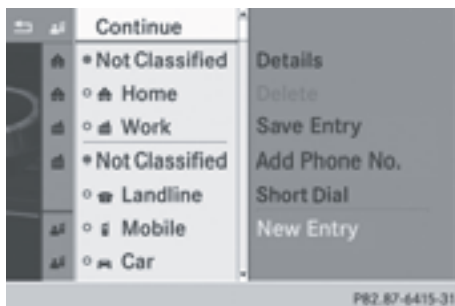 Continue
Not Classified
Home
Work
Not Classified
Landline
Mobile
Car
Details
Delete
Save Entry
Add Phone No.
Short Dial
New Entry
P82.87-6415-31